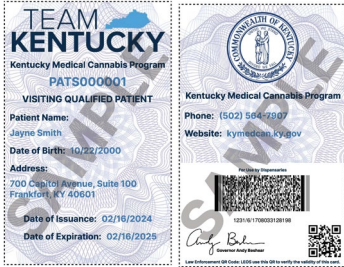 TEAM
KENTUCKY
Kentucky Medical Cannabis Program
PATS000001
VISITING QUALIFIED PATIENT
Patient Name:
Jayne Smith
Date of Birth: 10/22/2000
Address:
700 Capitol Avenue, Suite 100
Frankfort, KY 40601
Date of Issuance: 02/16/2024
Date of Expiration: 02/16/2025
SAMPLE
COMMONWEALTH OF KENTUCKY
Kentucky Medical Cannabis Program
Phone: (502) 564-7907
Website: kymedcan.ky.gov
For Use by Dispensaries
1231/6/1708033128198
Andy Beshear
Governor Andy Beshear
Law Enforcement QR Code: LEOs use this QR to verify the validity of this card.
SAMPLE